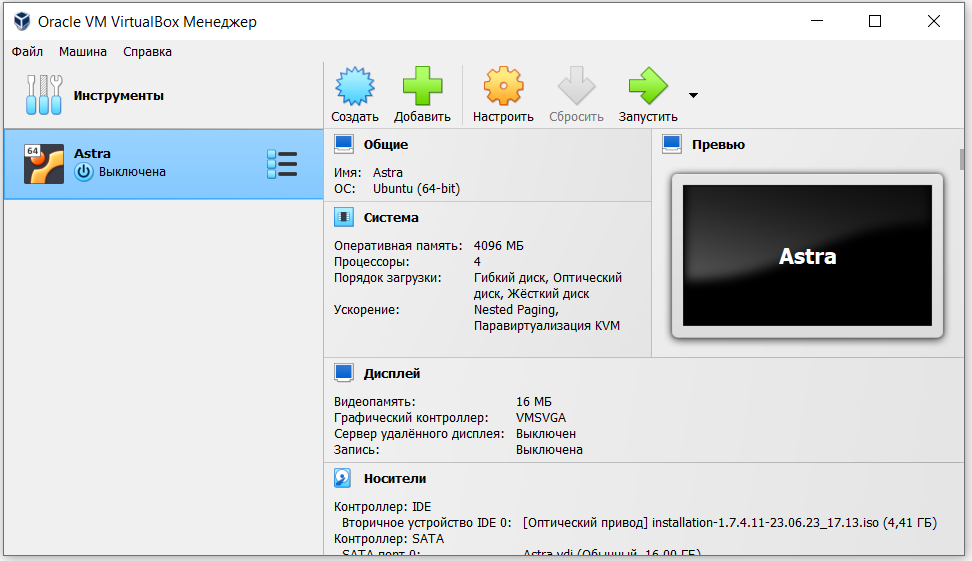 Oracle VM VirtualBox Менеджер
Файл Машина Справка
Инструменты
Создать Добавить Настроить Сбросить Запустить
64
Astra
Выключена
Общие
Имя: Astra
ОС: Ubuntu (64-bit)
Система
Оперативная память: 4096 МБ
Процессоры: 4
Порядок загрузки: Гибкий диск, Оптический
диск, Жёсткий диск
Ускорение: Nested Paging,
Паравиртуализация KVM
Превью
Astra
Дисплей
Видеопамять: 16 МБ
Графический контроллер: VMSVGA
Сервер удалённого дисплея: Выключен
Запись: Выключена
Носители
Контроллер: IDE
Вторичное устройство IDE 0: [Оптический привод] installation-1.7.4.11-23.06.23_17.13.iso (4,41 ГБ)
Контроллер: SATA
SATA порт 0: Astra.vdi (Обычный, 16,00 ГБ)